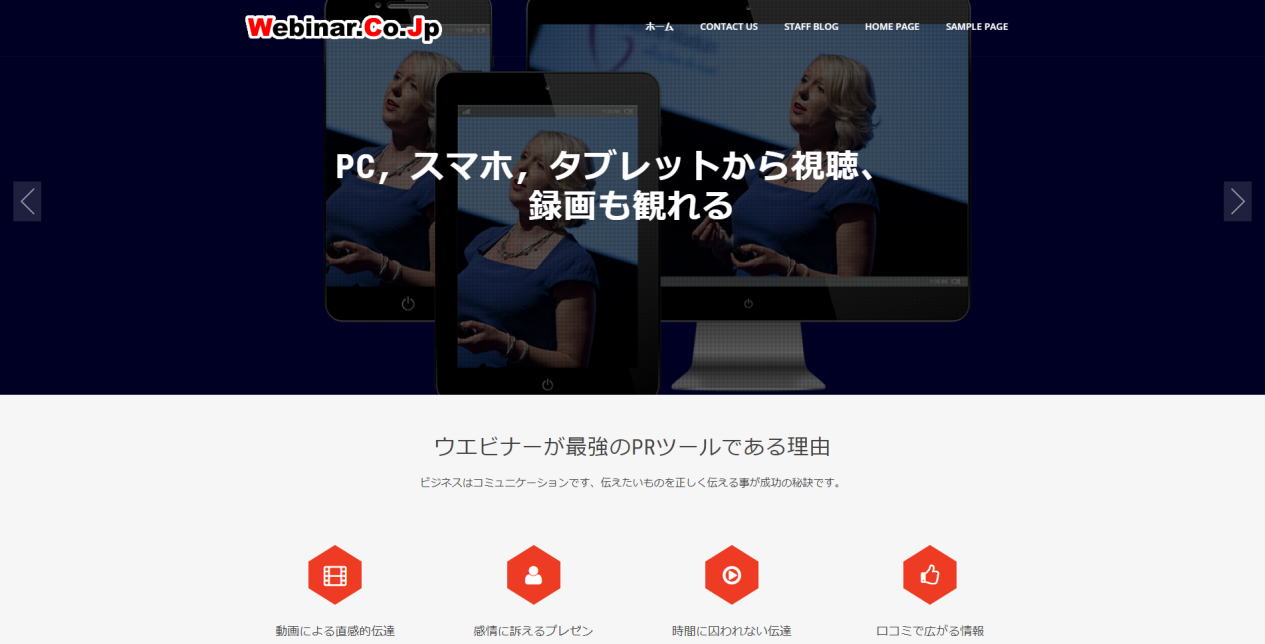 Webinar.Co.Jp
ホーム CONTACT US STAFF BLOG HOME PAGE SAMPLE PAGE
PC, スマホ, タブレットから視聴、
録画も観れる
ウエビナーが最強のPRツールである理由
ビジネスはコミュニケーションです、伝えたいものを正しく伝える事が成功の秘訣です。
動画による直感的伝達 感情に訴えるプレゼン 時間に囚われない伝達 口コミで広がる情報